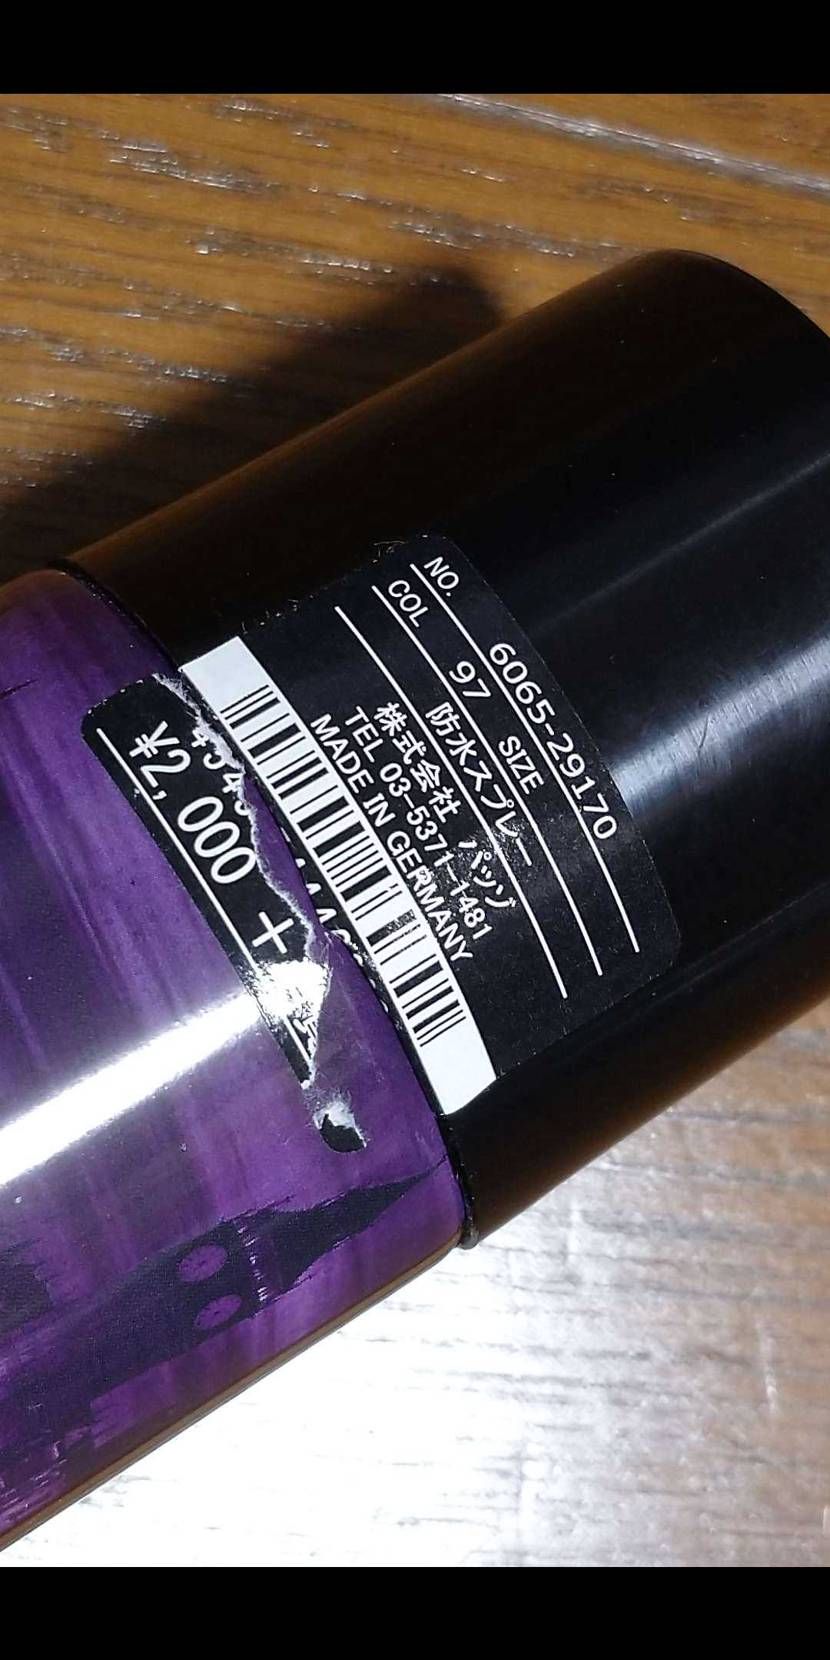 NO. 6065-29170
COL 97 SIZE
防水スプレー
株式会社 パッゾ
TEL 03-5371-1481
MADE IN GERMANY
¥2,000 +